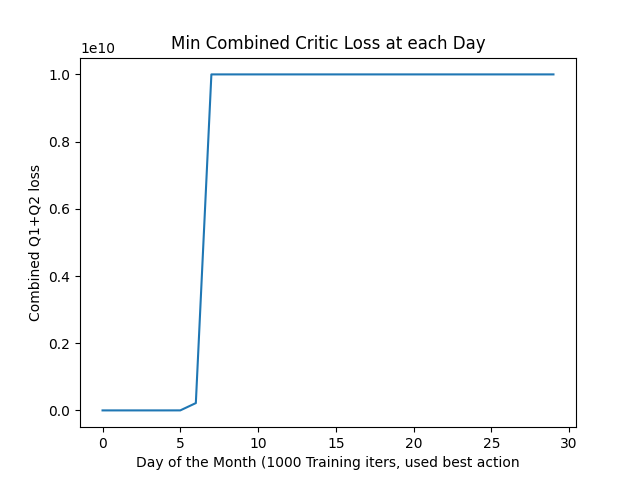 Min Combined Critic Loss at each Day
1e10
1.0
0.8
0.6
0.4
0.2
0.0
Combined Q1+Q2 loss
0 5 10 15 20 25 30
Day of the Month (1000 Training iters, used best action